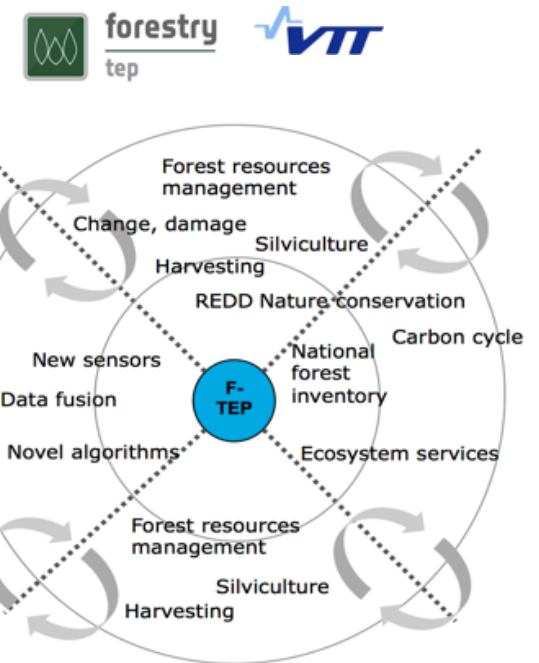 forestry
tep
VTT
Forest resources
management
Change, damage
Silviculture
Harvesting
REDD Nature conservation
Carbon cycle
National
forest
inventory
New sensors
F-
TEP
Data fusion
Novel algorithms
Ecosystem services
Forest resources
management
Silviculture
Harvesting